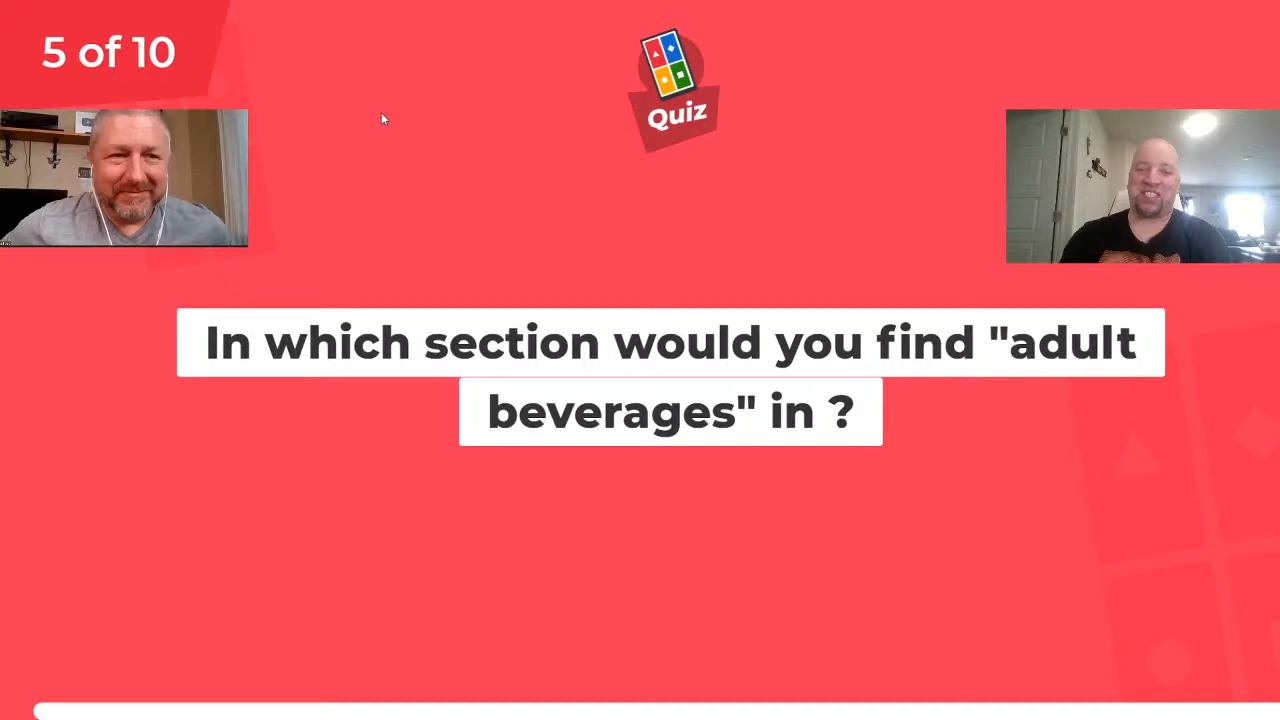 5 of 10
Quiz
In which section would you find "adult
beverages" in ?